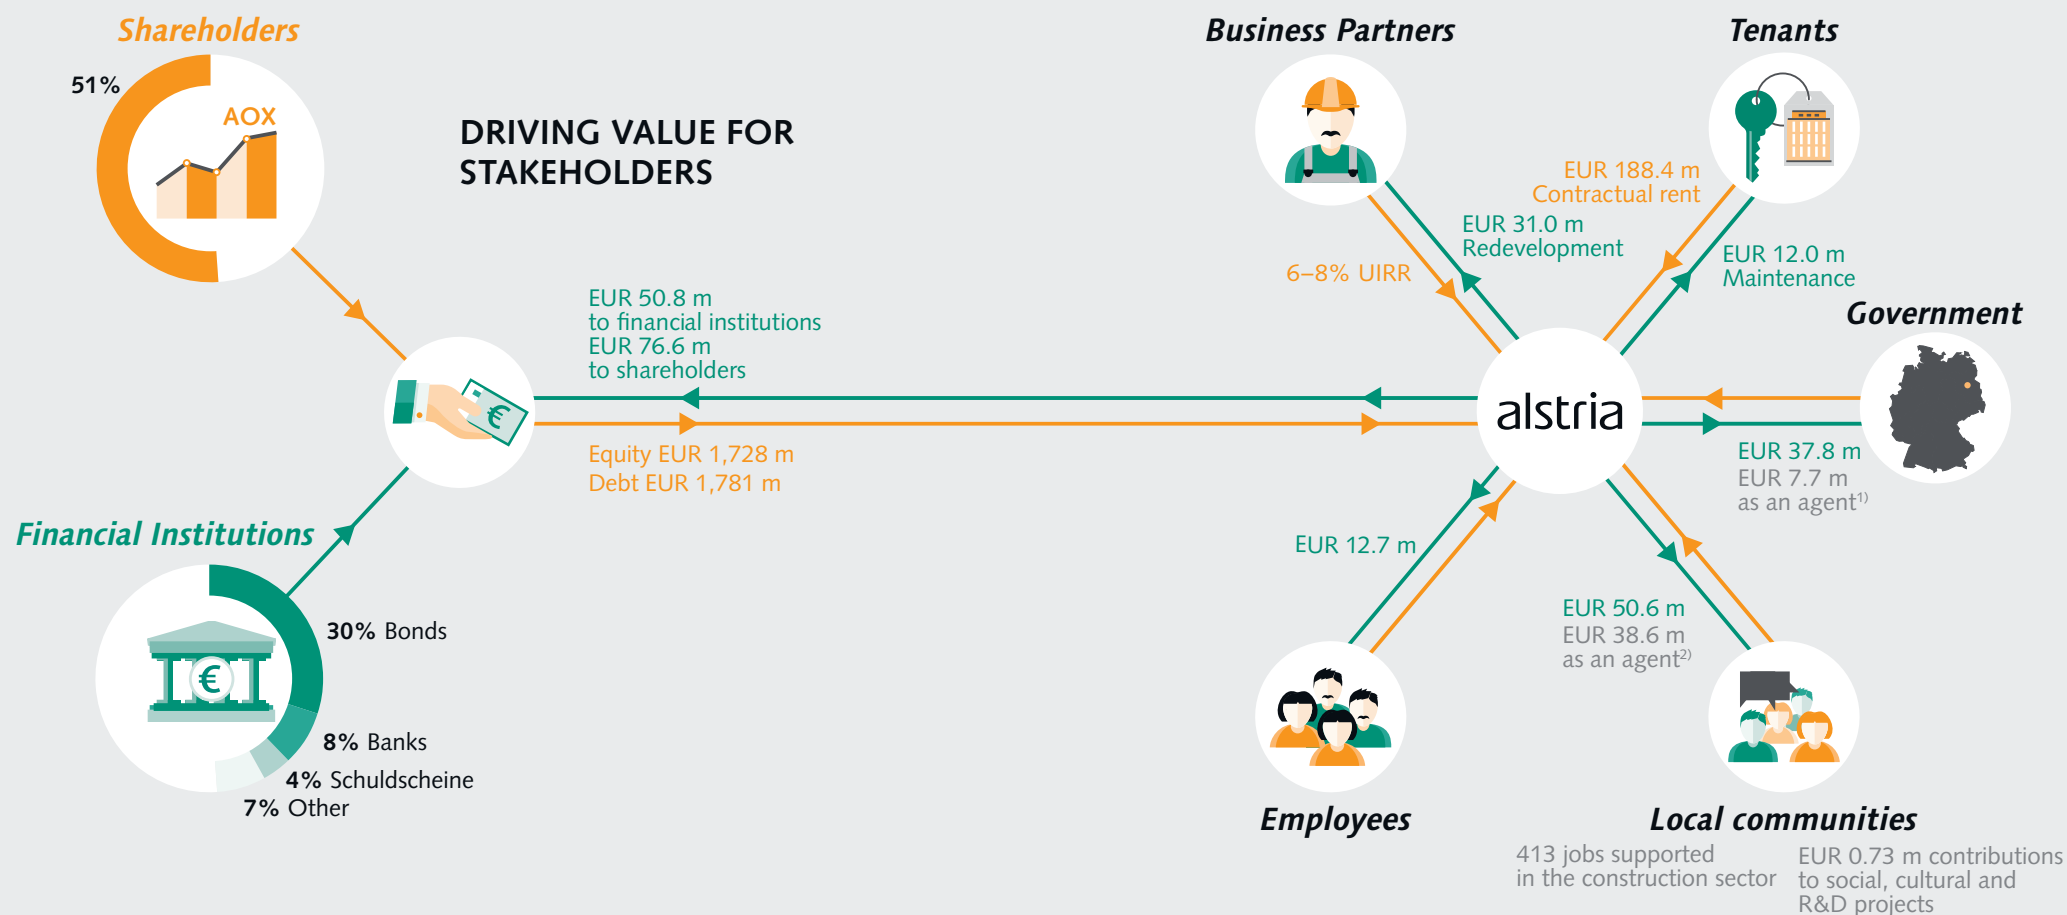 Shareholders
51%
AOX
DRIVING VALUE FOR
STAKEHOLDERS
Business Partners
Tenants
EUR 188.4 m
Contractual rent
EUR 31.0 m
Redevelopment
6–8% UIRR
EUR 12.0 m
Maintenance
Government
EUR 50.8 m
to financial institutions
EUR 76.6 m
to shareholders
€
alstria
Equity EUR 1,728 m
Debt EUR 1,781 m
EUR 37.8 m
EUR 7.7 m
as an agent1)
Financial Institutions
€
30% Bonds
8% Banks
4% Schuldscheine
7% Other
EUR 12.7 m
EUR 50.6 m
EUR 38.6 m
as an agent2)
Employees
Local communities
413 jobs supported
in the construction sector
EUR 0.73 m contributions
to social, cultural and
R&D projects